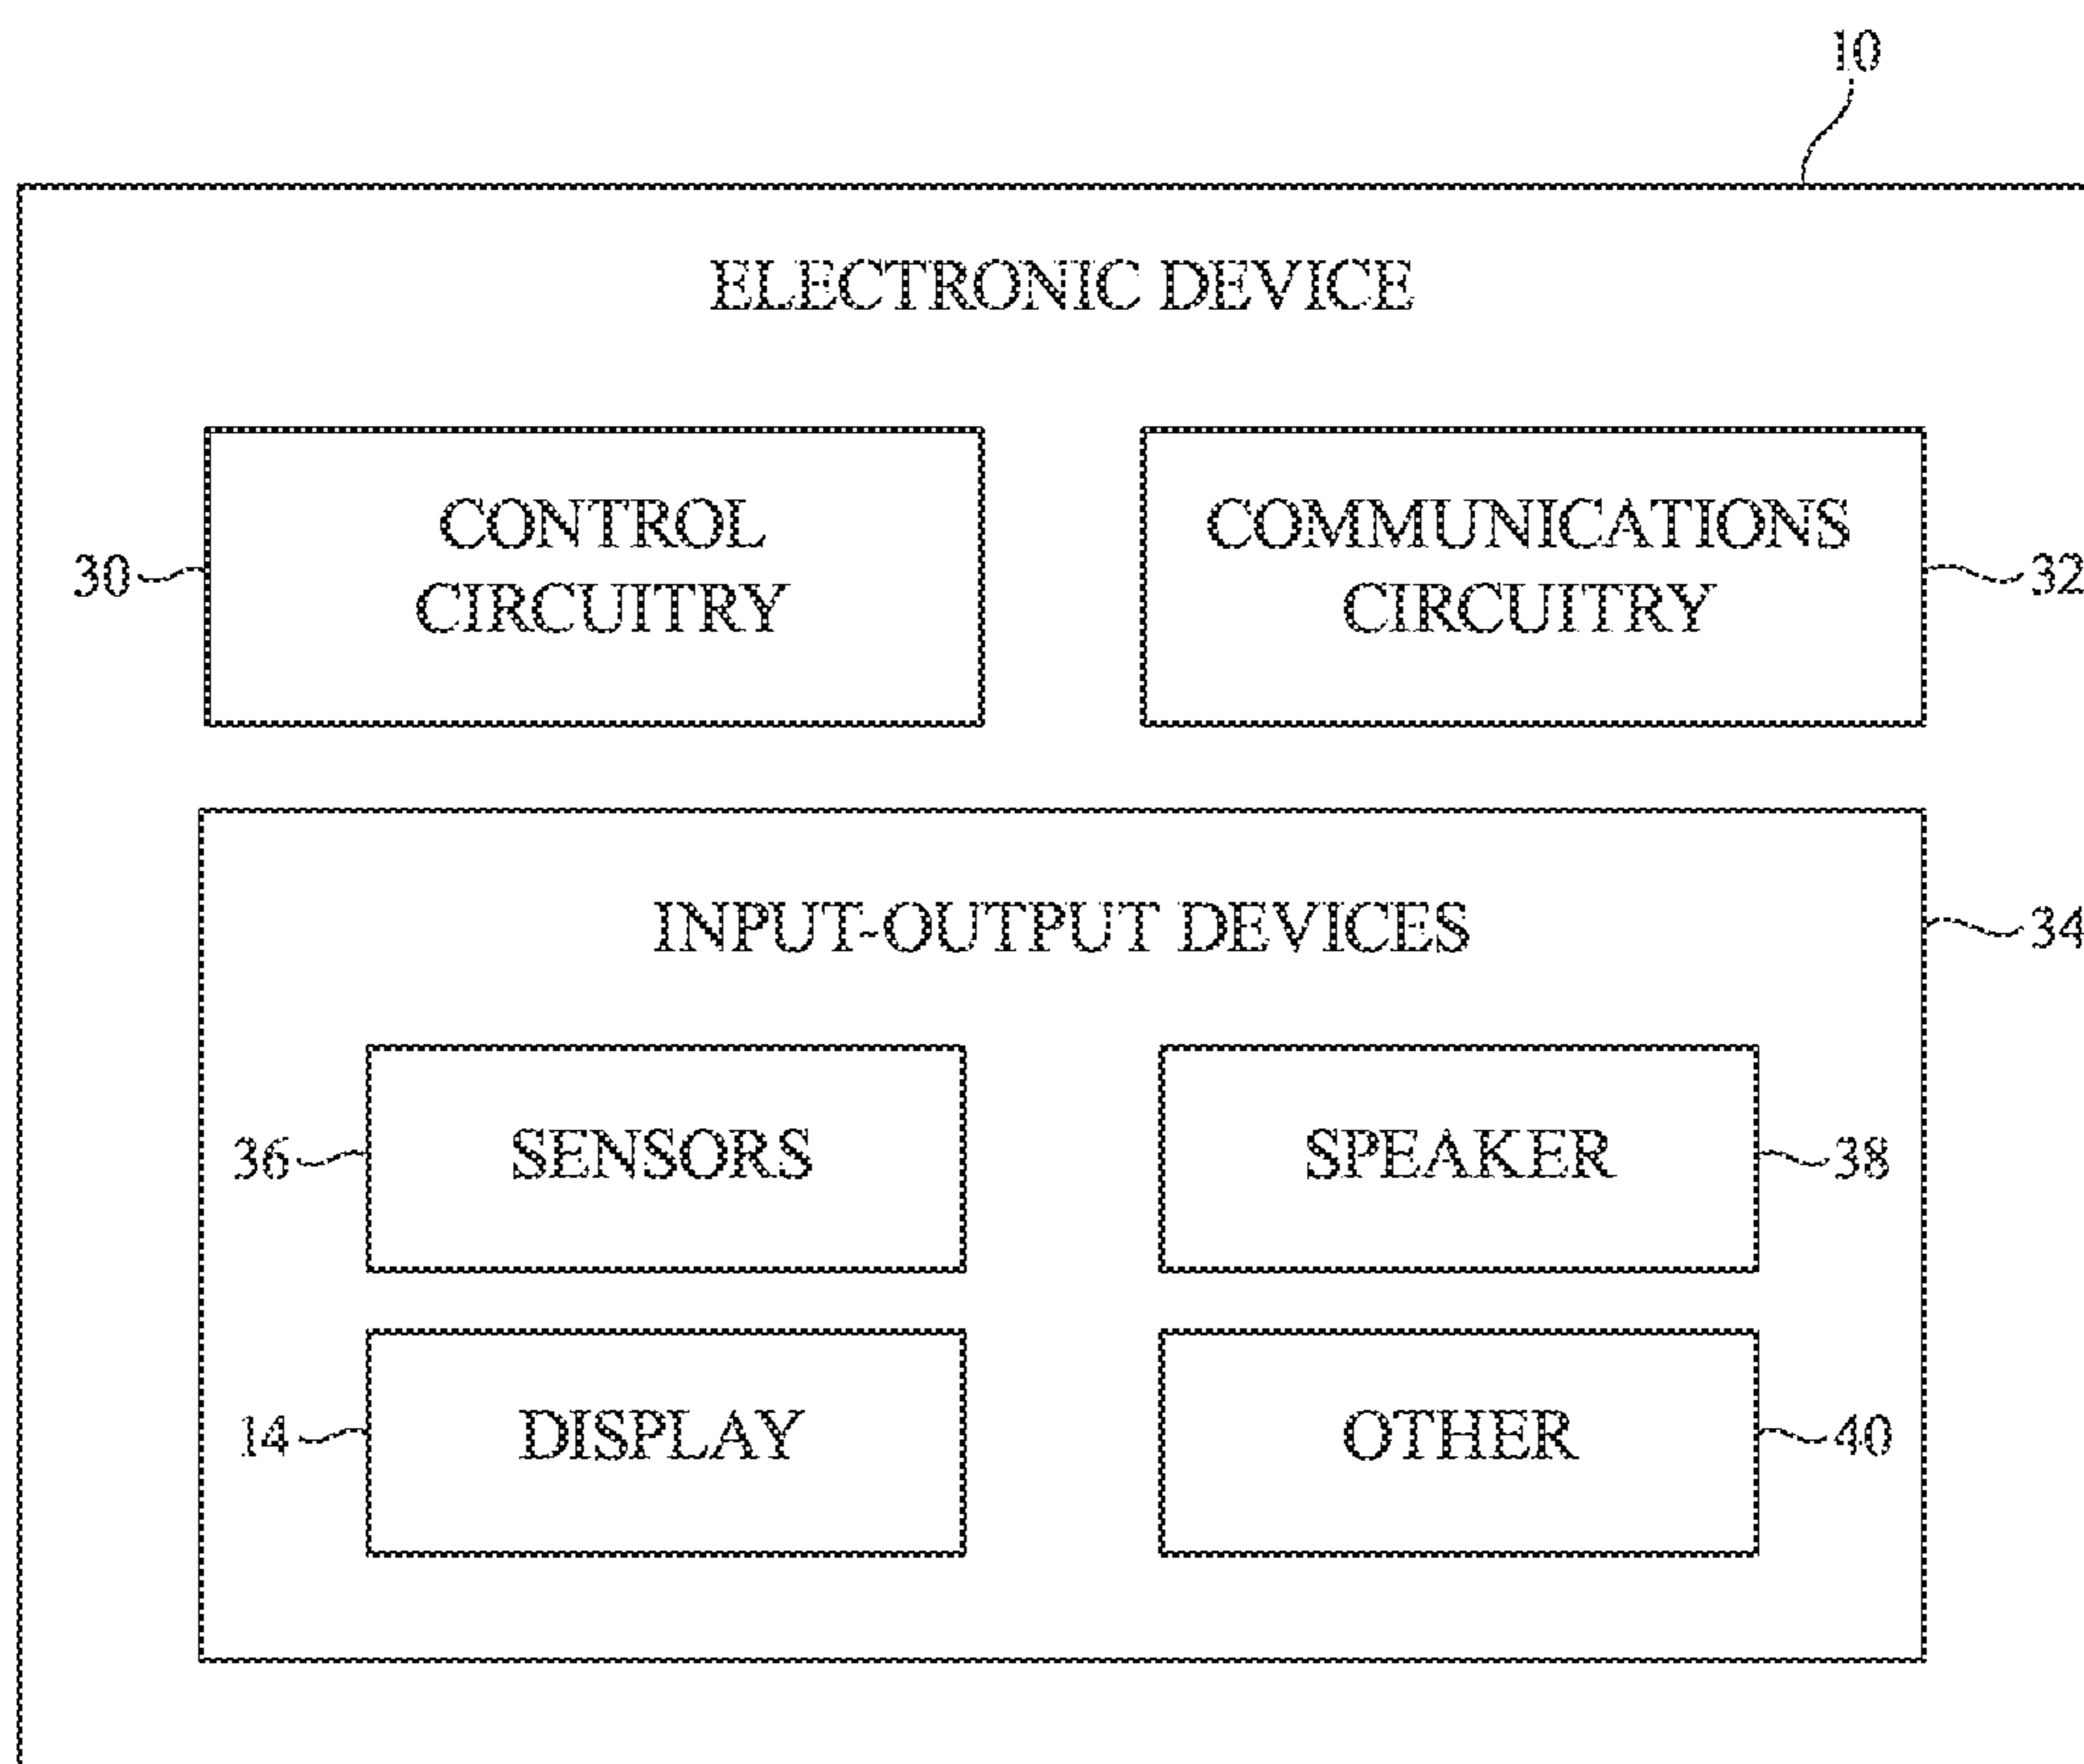 10
ELECTRONIC DEVICE
CONTROL
CIRCUITRY
30
COMMUNICATIONS
CIRCUITRY
32
INPUT-OUTPUT DEVICES
34
36
SENSORS
SPEAKER
38
14
DISPLAY
OTHER
40